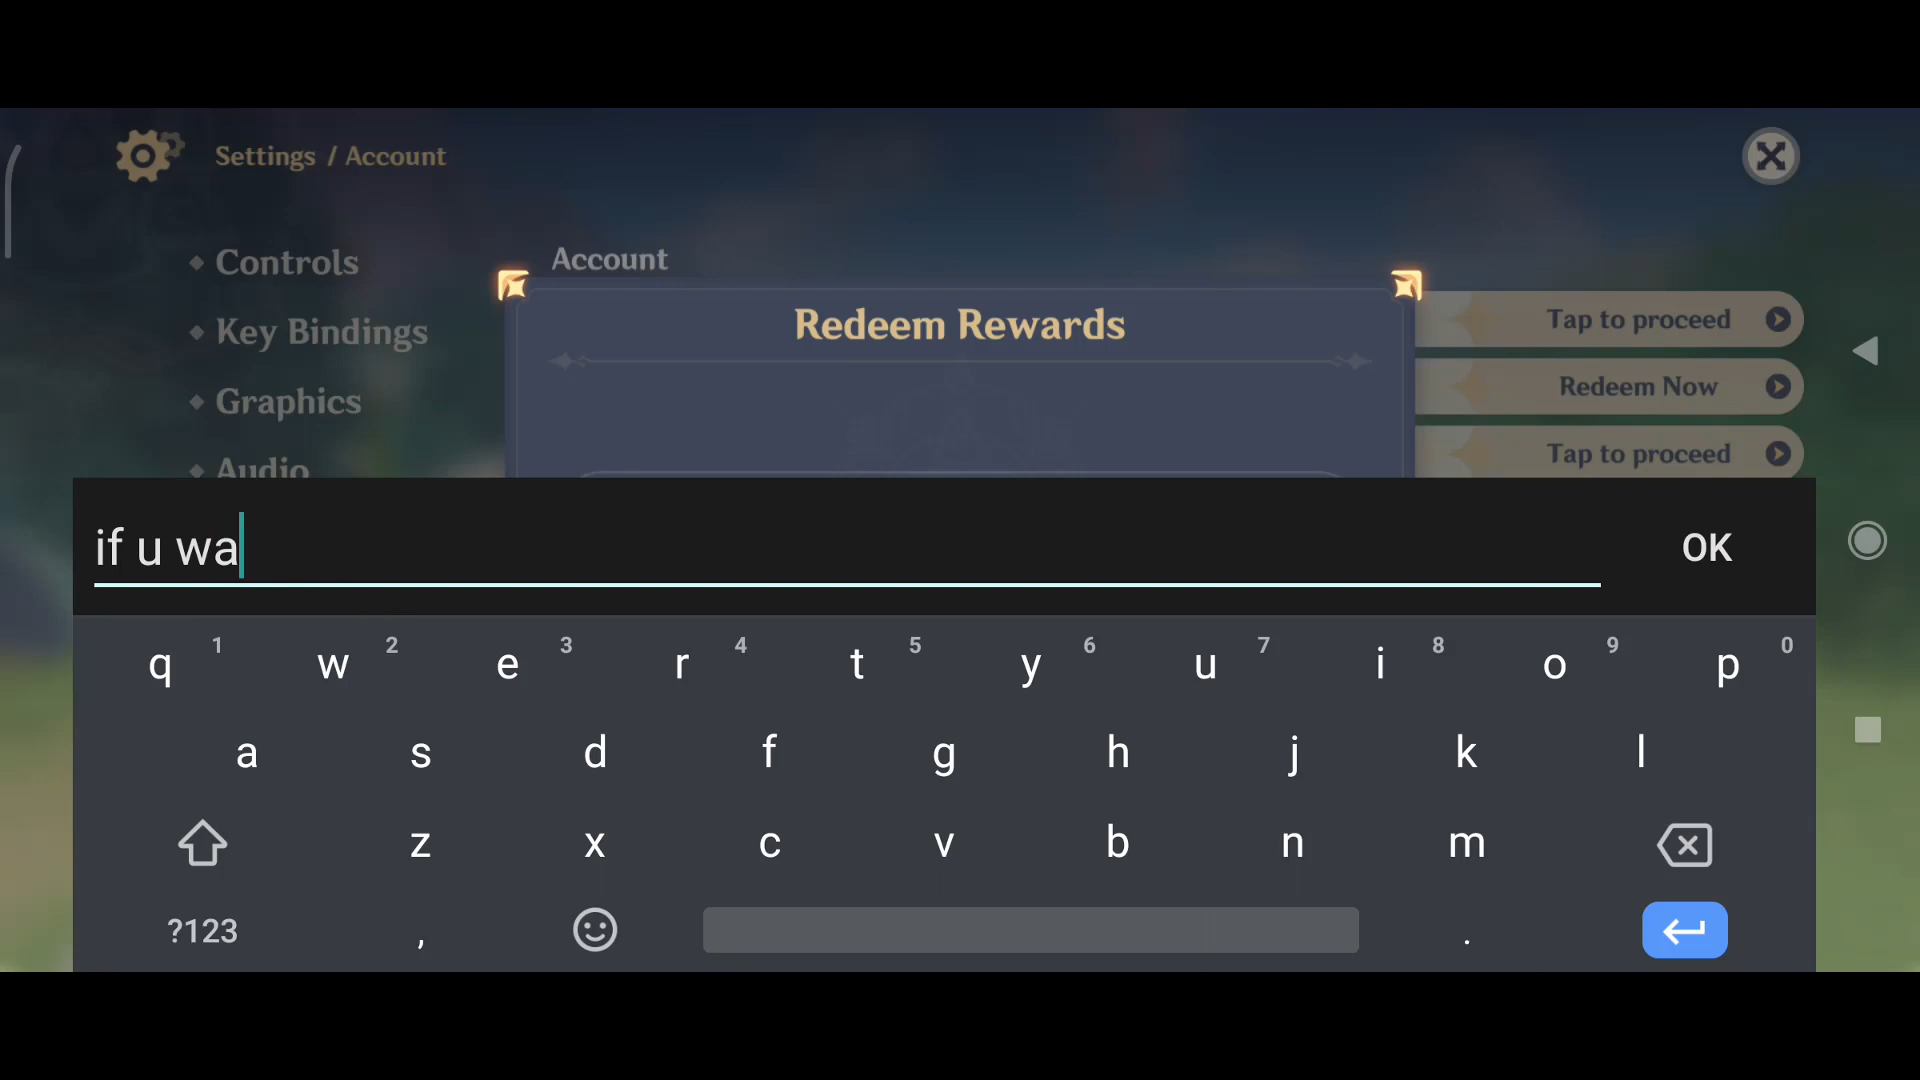 Settings / Account
Controls
Key Bindings
Graphics
Audio
Account
Redeem Rewards
Tap to proceed
Redeem Now
Tap to proceed
if u wa
OK
q 1 w 2 e 3 r 4 t 5 y 6 u 7 i 8 o 9 p 0
a s d f g h j k l
z x c v b n m
?123 , .